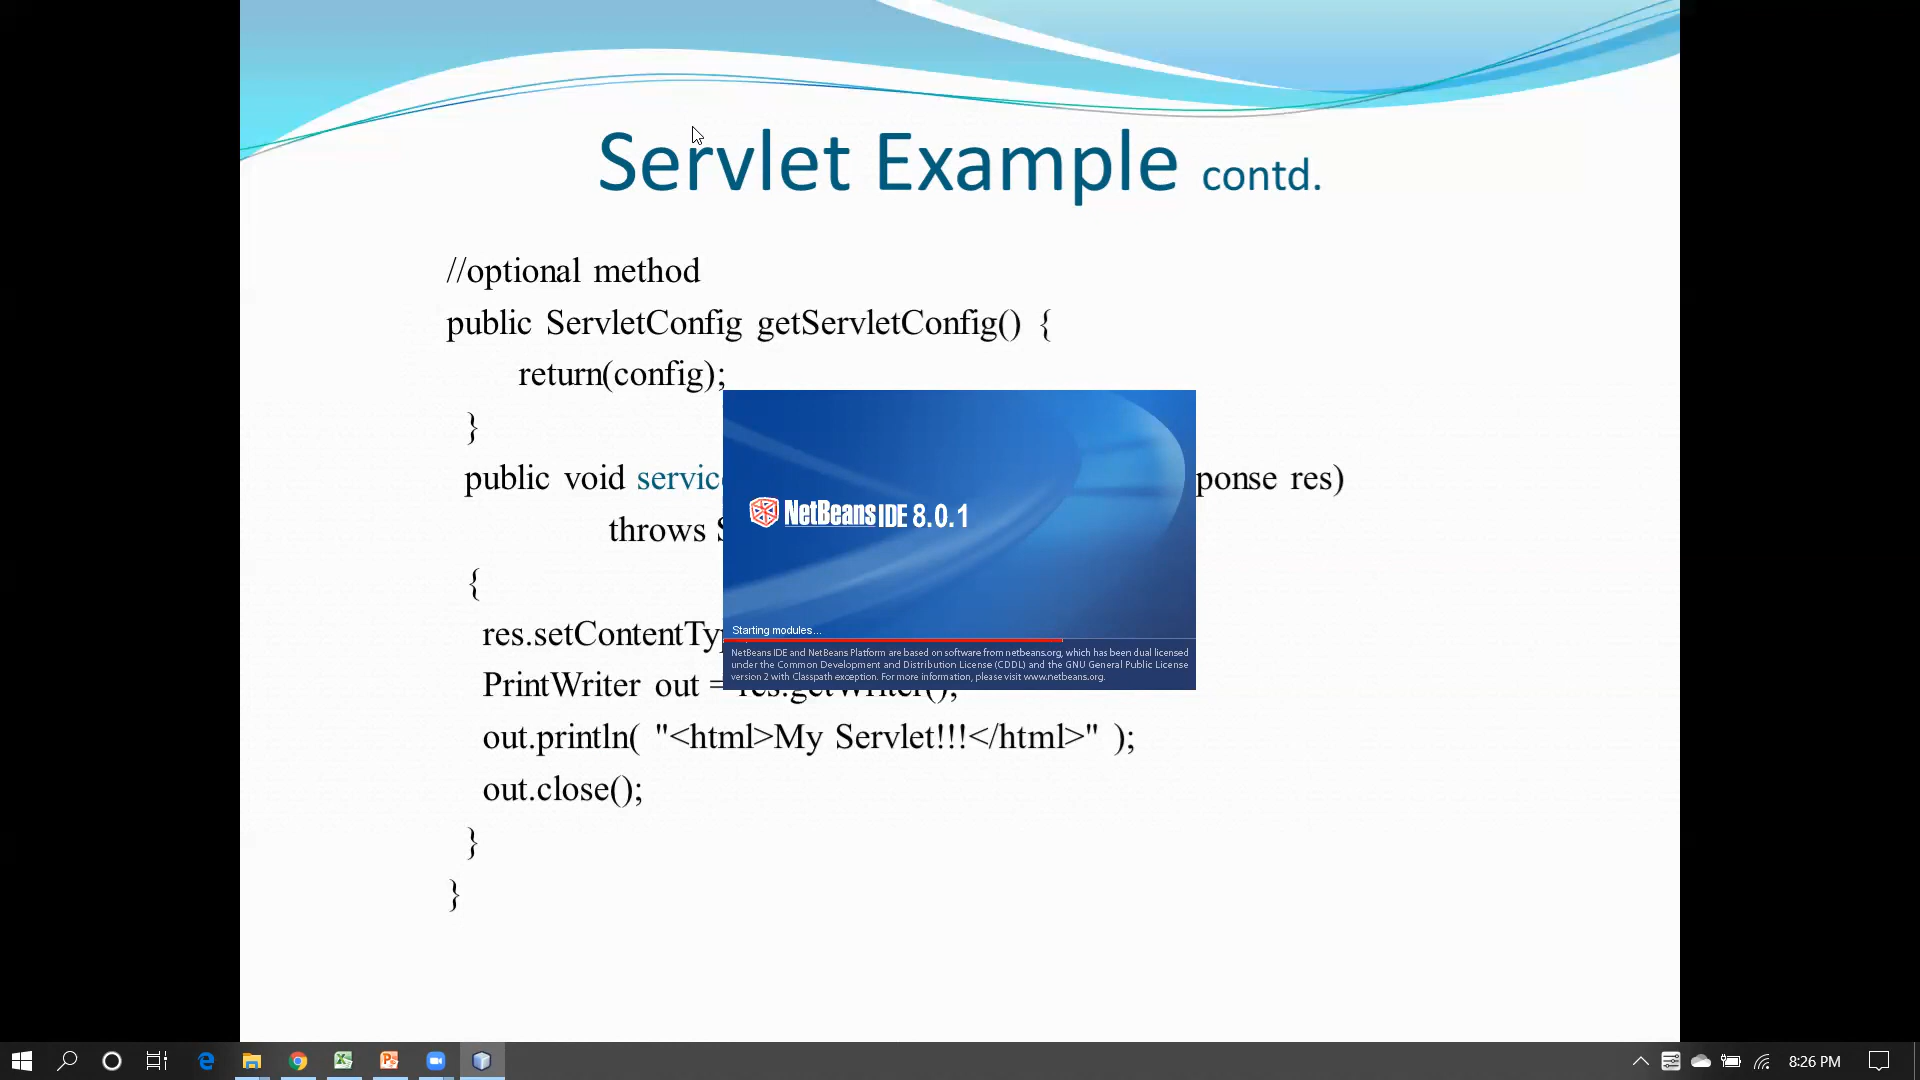 Servlet Example contd.
//optional method
public ServletConfig getServletConfig() {
return(config);
}
public void servic ponse res)
throws S
{
res.setContentTyp
PrintWriter out = res.getWriter();
out.println( "<html>My Servlet!!!</html>" );
out.close();
}
}
NetBeans IDE 8.0.1
Starting modules...
NetBeans IDE and NetBeans Platform are based on software from netbeans.org, which has been dual licensed
under the Common Development and Distribution License (CDDL) and the GNU General Public License
version 2 with Classpath exception. For more information, please visit www.netbeans.org.
8:26 PM